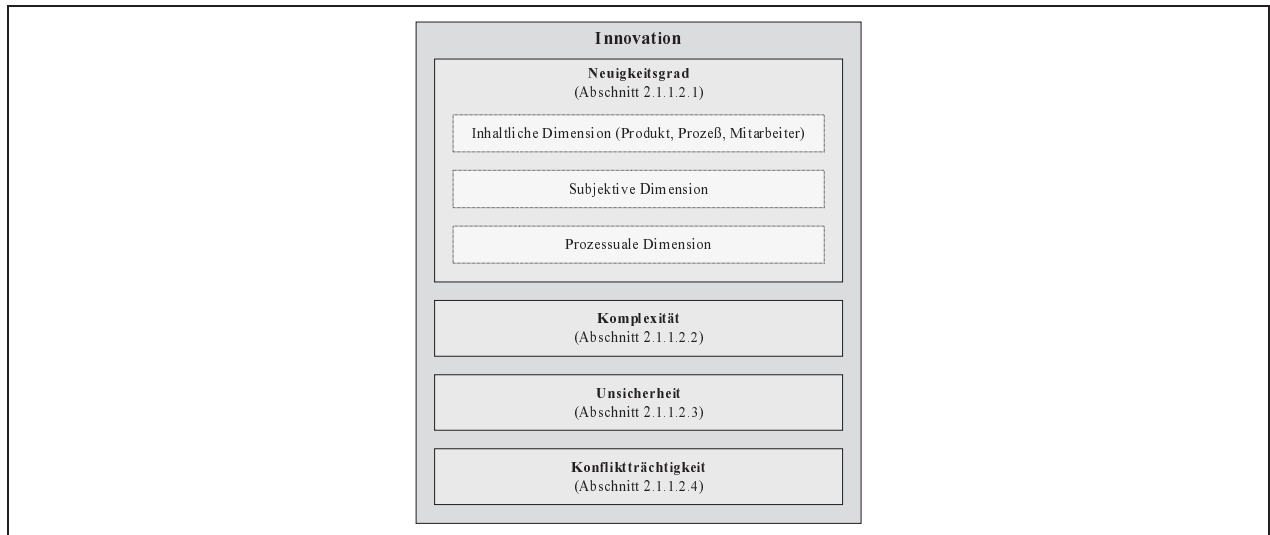 Innovation
Neuigkeitsgrad
(Abschnitt 2.1.1.2.1)
Inhaltliche Dimension (Produkt, Prozeß, Mitarbeiter)
Subjektive Dimension
Prozessuale Dimension
Komplexität
(Abschnitt 2.1.1.2.2)
Unsicherheit
(Abschnitt 2.1.1.2.3)
Konfliktträchtigkeit
(Abschnitt 2.1.1.2.4)